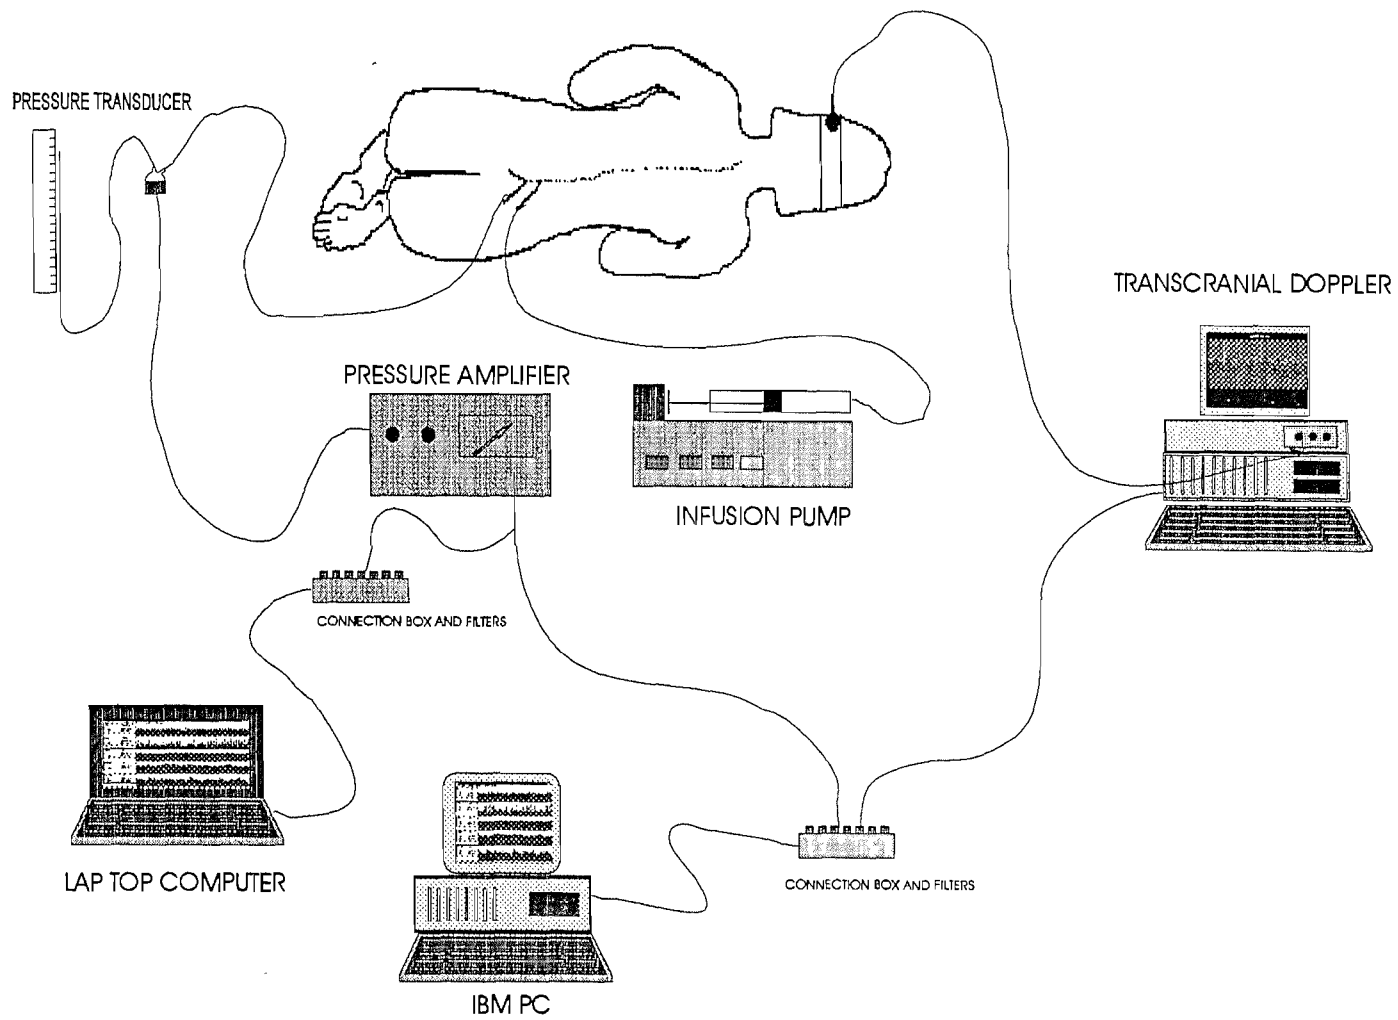 PRESSURE TRANSDUCER
TRANSCRANIAL DOPPLER
PRESSURE AMPLIFIER
INFUSION PUMP
CONNECTION BOX AND FILTERS
LAP TOP COMPUTER
CONNECTION BOX AND FILTERS
IBM PC